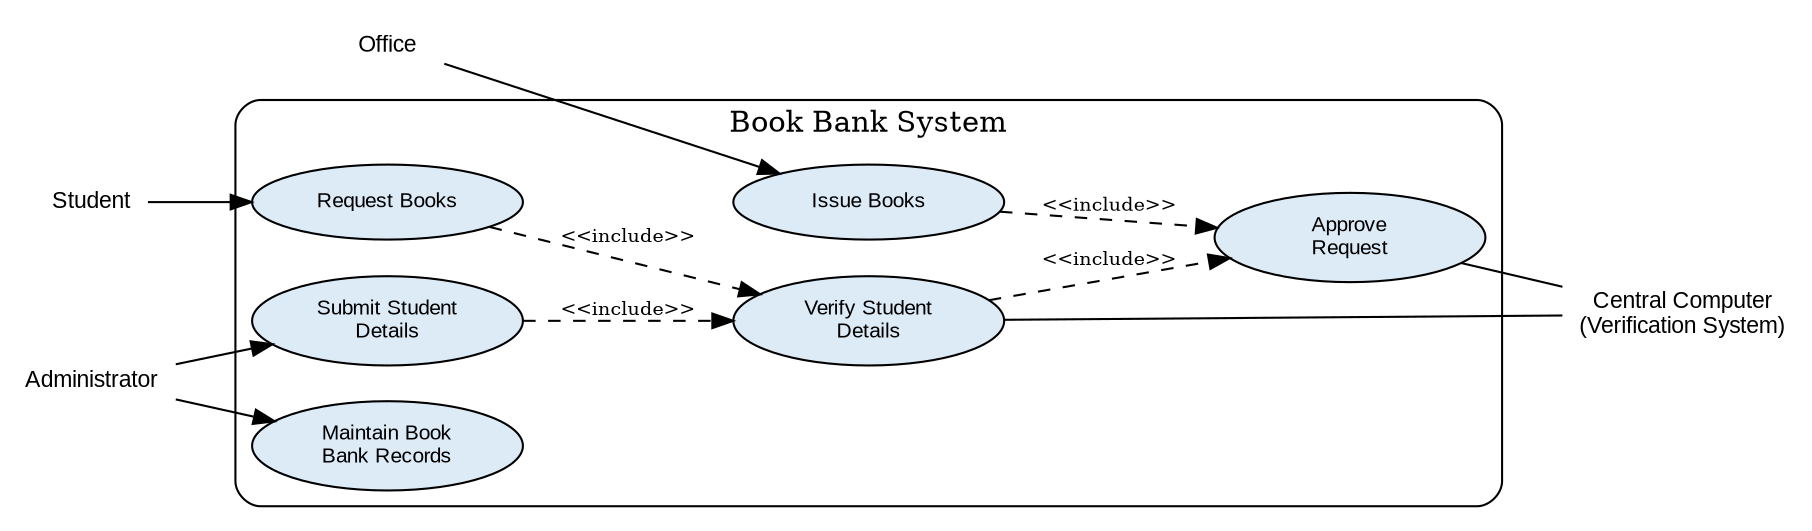 Office
Book Bank System
Student
Request Books
<<include>>
Issue Books
<<include>>
Approve
Request
Submit Student
Details
<<include>>
Verify Student
Details
<<include>>
Central Computer
(Verification System)
Administrator
Maintain Book
Bank Records